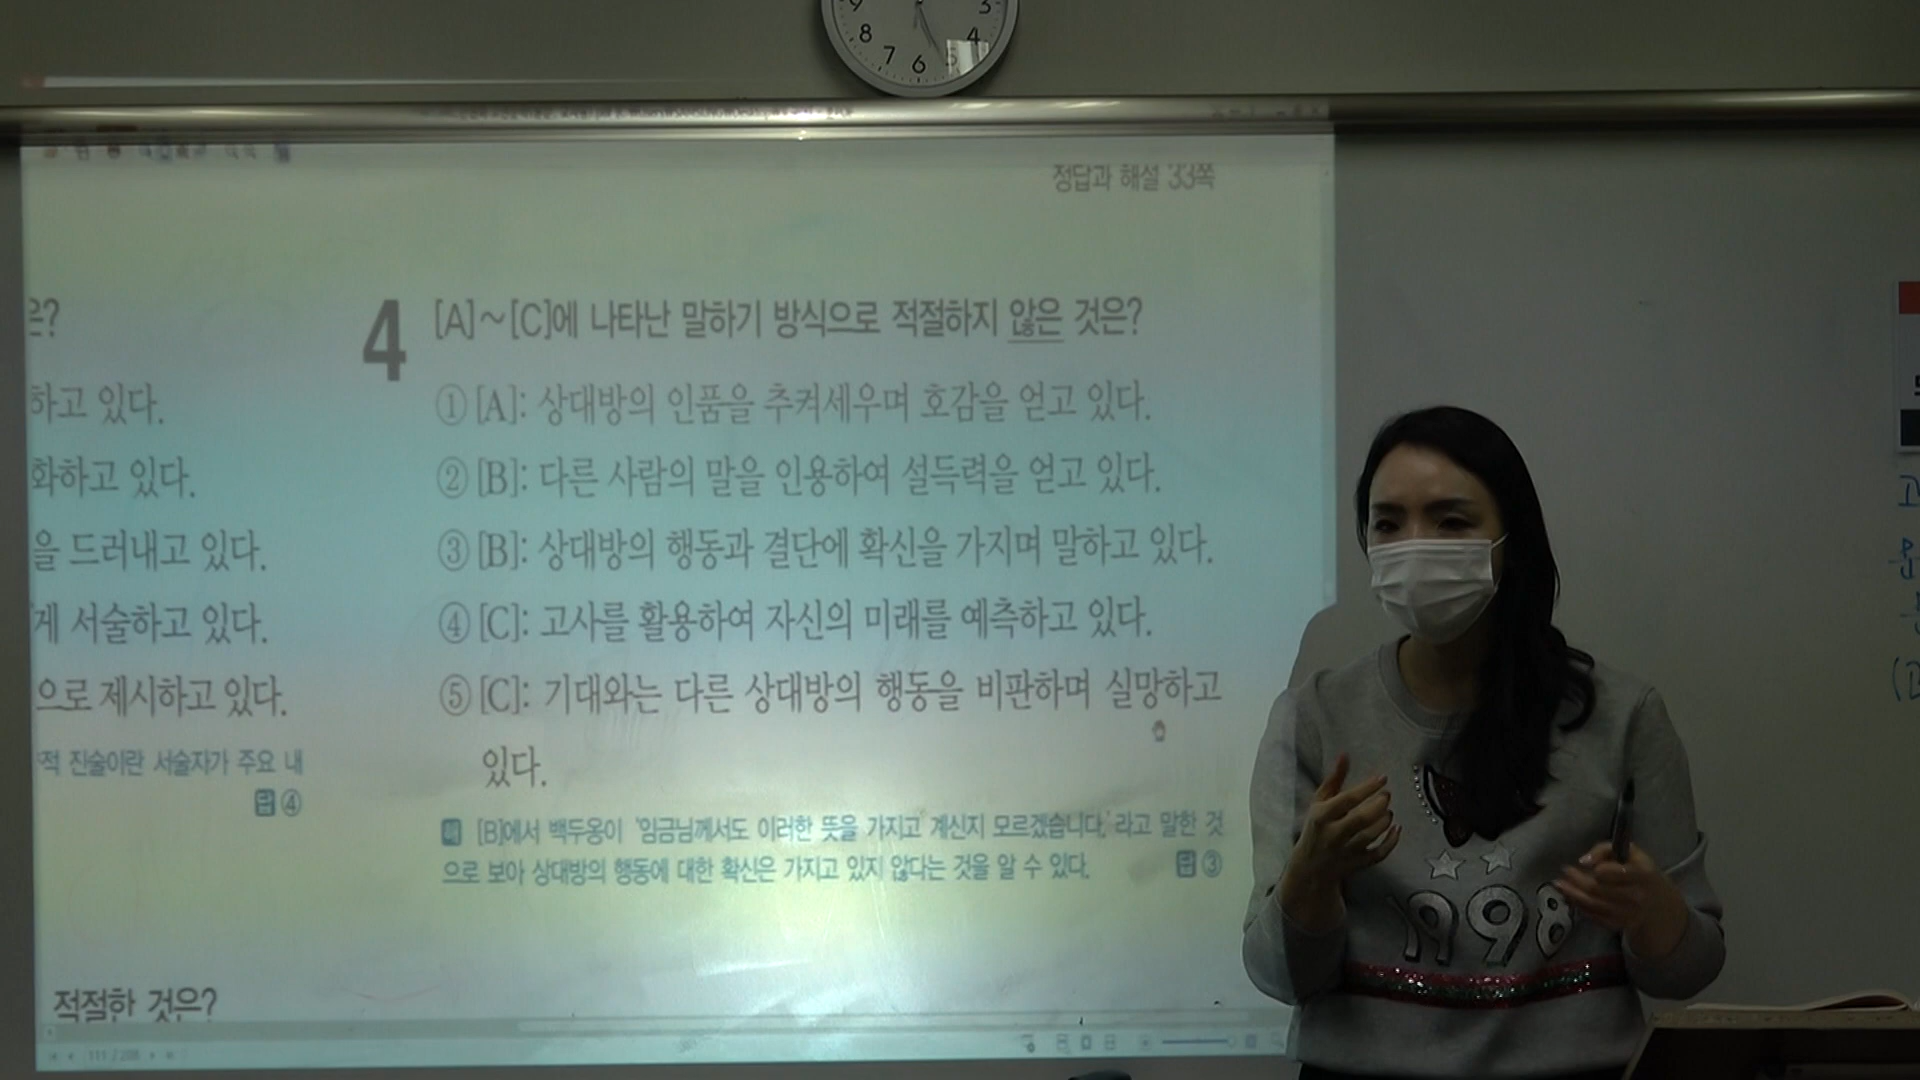 9 3
8 4
7 6 5
정답과 해설 33쪽
은?
하고 있다.
화하고 있다.
을 드러내고 있다.
게 서술하고 있다.
으로 제시하고 있다.
적 진술이란 서술자가 주요 내
답 ④
적절한 것은?
4 [A]~[C]에 나타난 말하기 방식으로 적절하지 않은 것은?
① [A]: 상대방의 인품을 추켜세우며 호감을 얻고 있다.
② [B]: 다른 사람의 말을 인용하여 설득력을 얻고 있다.
③ [B]: 상대방의 행동과 결단에 확신을 가지며 말하고 있다.
④ [C]: 고사를 활용하여 자신의 미래를 예측하고 있다.
⑤ [C]: 기대와는 다른 상대방의 행동을 비판하며 실망하고
있다.
해 [B]에서 백두옹이 '임금님께서도 이러한 뜻을 가지고 계신지 모르겠습니다.'라고 말한 것
으로 보아 상대방의 행동에 대한 확신은 가지고 있지 않다는 것을 알 수 있다. 답 ③
111 / 208
1998
고